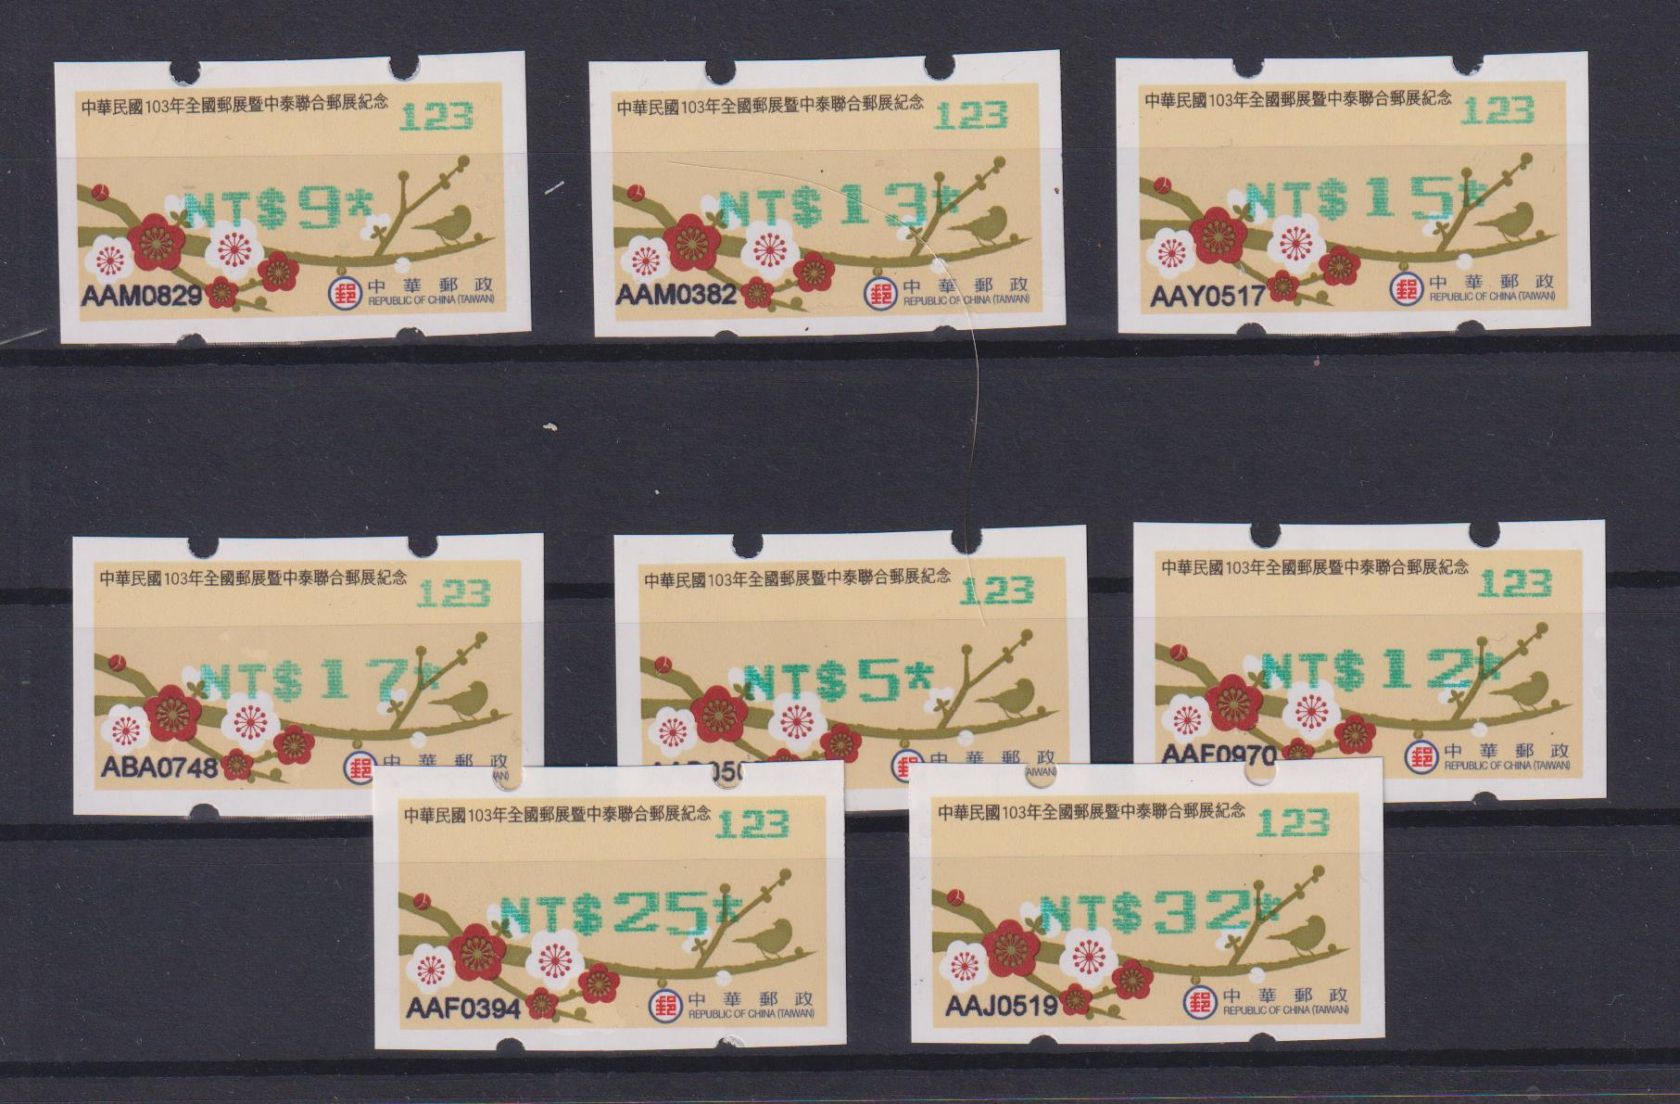 中華民國103年全國郵展暨中泰聯合郵展紀念 123
NT$9*
AAM0829 郵 中華郵政
REPUBLIC OF CHINA (TAIWAN)
中華民國103年全國郵展暨中泰聯合郵展紀念 123
NT$13*
AAM0382 郵 中華郵政
REPUBLIC OF CHINA (TAIWAN)
中華民國103年全國郵展暨中泰聯合郵展紀念 123
NT$15*
AAY0517 郵 中華郵政
REPUBLIC OF CHINA (TAIWAN)
中華民國103年全國郵展暨中泰聯合郵展紀念 123
NT$17*
ABA0748 郵 中華郵政
中華民國103年全國郵展暨中泰聯合郵展紀念 123
NT$5*
郵 中華郵政
中華民國103年全國郵展暨中泰聯合郵展紀念 123
NT$12*
AAF0970 郵 中華郵政
REPUBLIC OF CHINA (TAIWAN)
中華民國103年全國郵展暨中泰聯合郵展紀念 123
NT$25*
AAF0394 郵 中華郵政
REPUBLIC OF CHINA (TAIWAN)
中華民國103年全國郵展暨中泰聯合郵展紀念 123
NT$32*
AAJ0519 郵 中華郵政
REPUBLIC OF CHINA (TAIWAN)